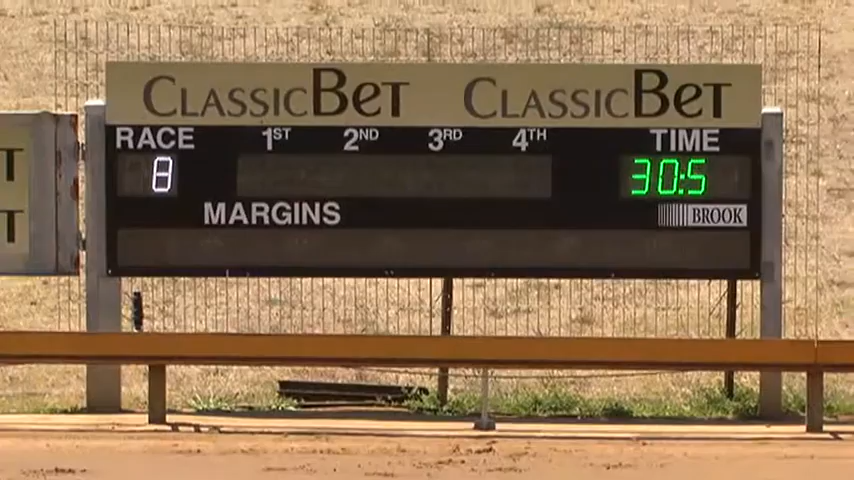 CLASSICBET CLASSICBET
RACE 1ST 2ND 3RD 4TH TIME
8 30:5
MARGINS BROOK